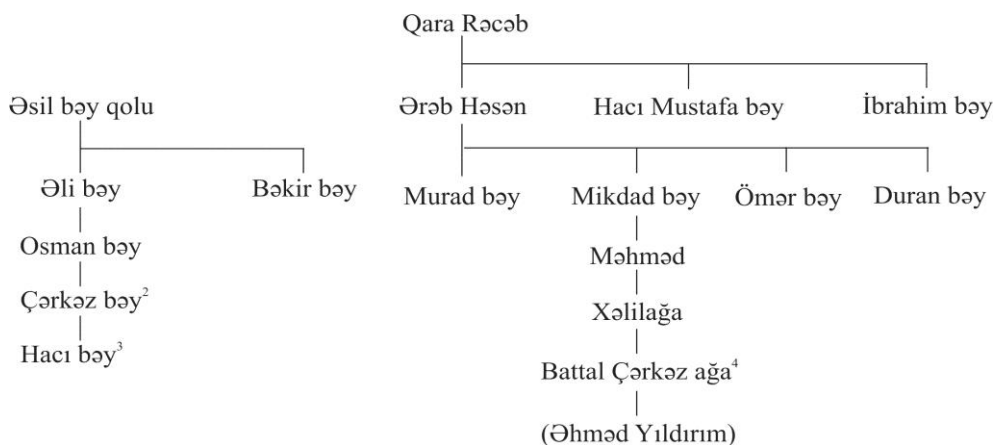 Qara Rəcəb
Əsil bəy qolu
Ərəb Həsən Hacı Mustafa bəy İbrahim bəy
Əli bəy Bəkir bəy
Murad bəy Mikdad bəy Ömər bəy Duran bəy
Osman bəy
Məhməd
Çərkəz bəy²
Xəlilağa
Hacı bəy³
Battal Çərkəz ağa⁴
(Əhməd Yıldırım)